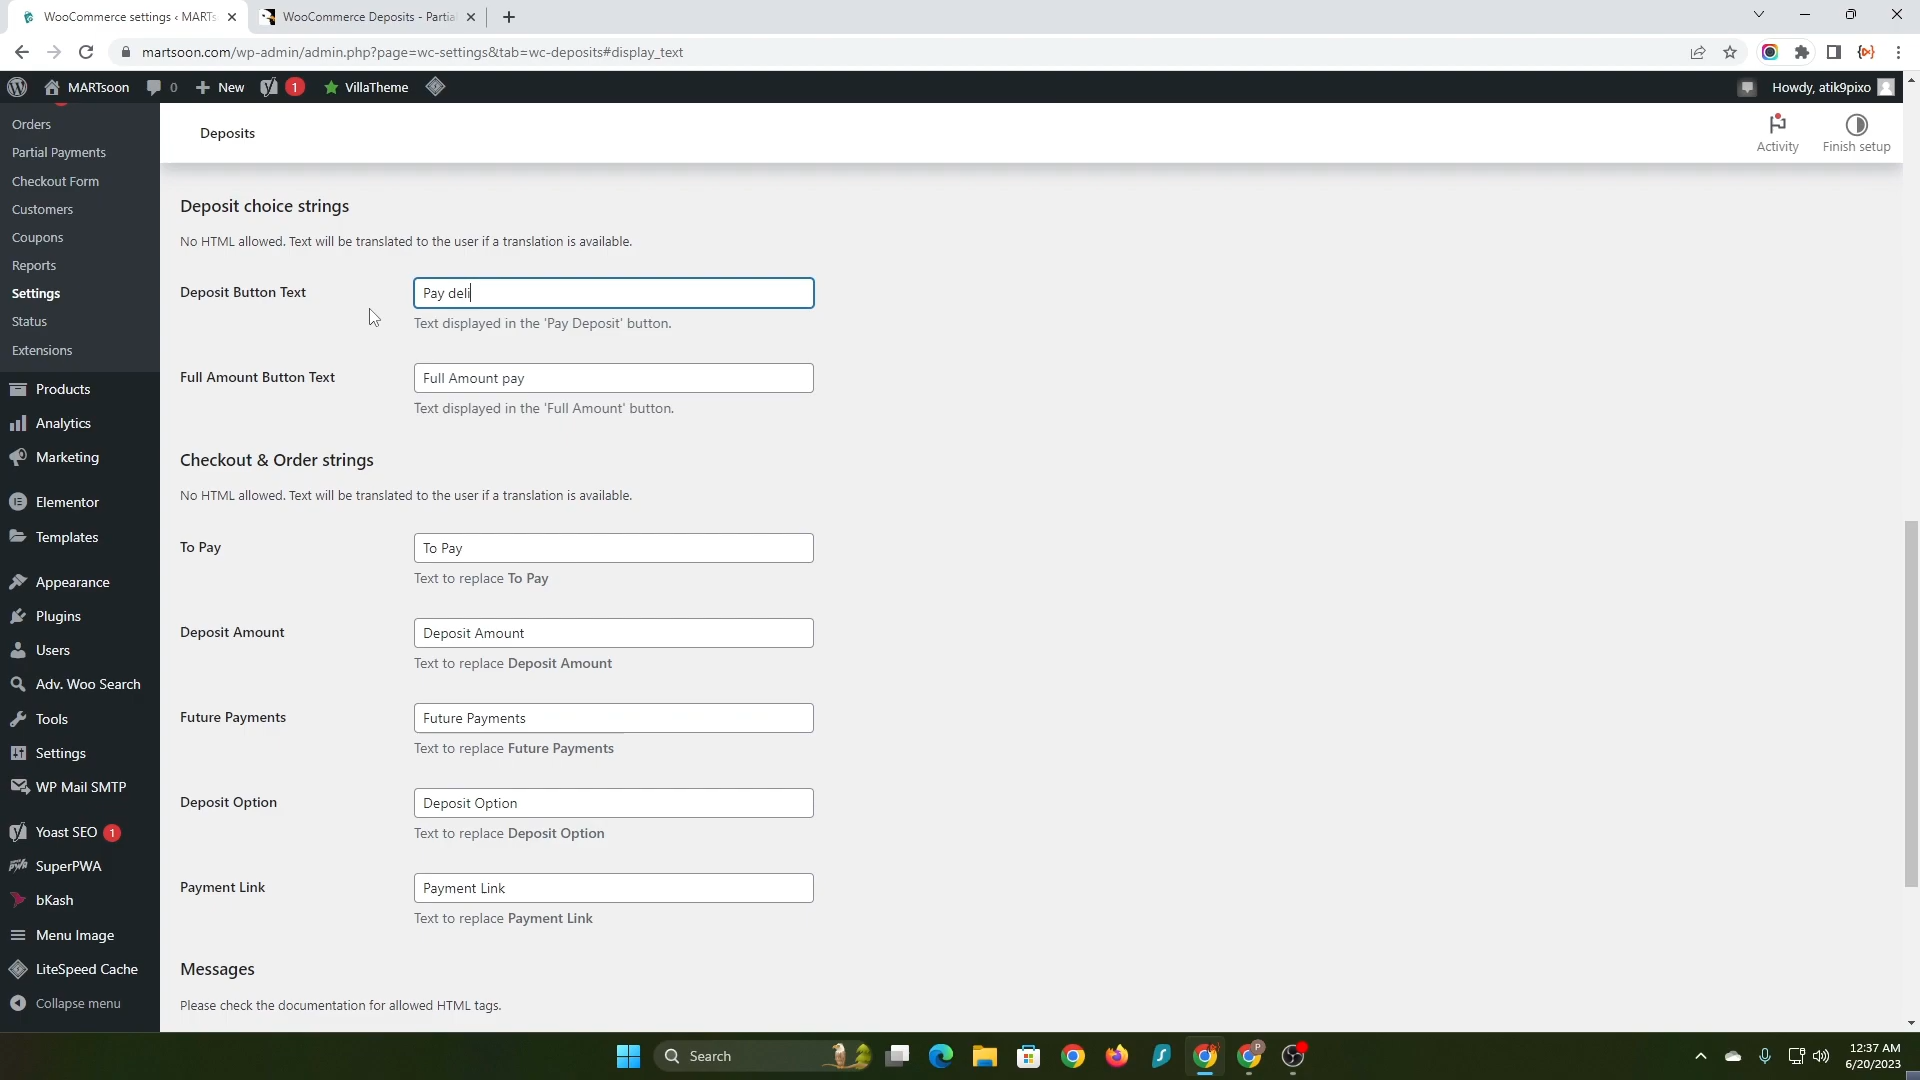 WooCommerce settings ‹ MARTs
WooCommerce Deposits - Partial
martsoon.com/wp-admin/admin.php?page=wc-settings&tab=wc-deposits#display_text
MARTsoon
0
New
1
VillaTheme
Howdy, atik9pixo
Orders
Partial Payments
Checkout Form
Customers
Coupons
Reports
Settings
Status
Extensions
Products
Analytics
Marketing
Elementor
Templates
Appearance
Plugins
Users
Adv. Woo Search
Tools
Settings
WP Mail SMTP
Yoast SEO 1
SuperPWA
bKash
Menu Image
LiteSpeed Cache
Collapse menu
Deposits
Activity
Finish setup
Deposit choice strings
No HTML allowed. Text will be translated to the user if a translation is available.
Deposit Button Text
Pay deli
Text displayed in the 'Pay Deposit' button.
Full Amount Button Text
Full Amount pay
Text displayed in the 'Full Amount' button.
Checkout & Order strings
No HTML allowed. Text will be translated to the user if a translation is available.
To Pay
To Pay
Text to replace To Pay
Deposit Amount
Deposit Amount
Text to replace Deposit Amount
Future Payments
Future Payments
Text to replace Future Payments
Deposit Option
Deposit Option
Text to replace Deposit Option
Payment Link
Payment Link
Text to replace Payment Link
Messages
Please check the documentation for allowed HTML tags.
Search
P
12:37 AM
6/20/2023